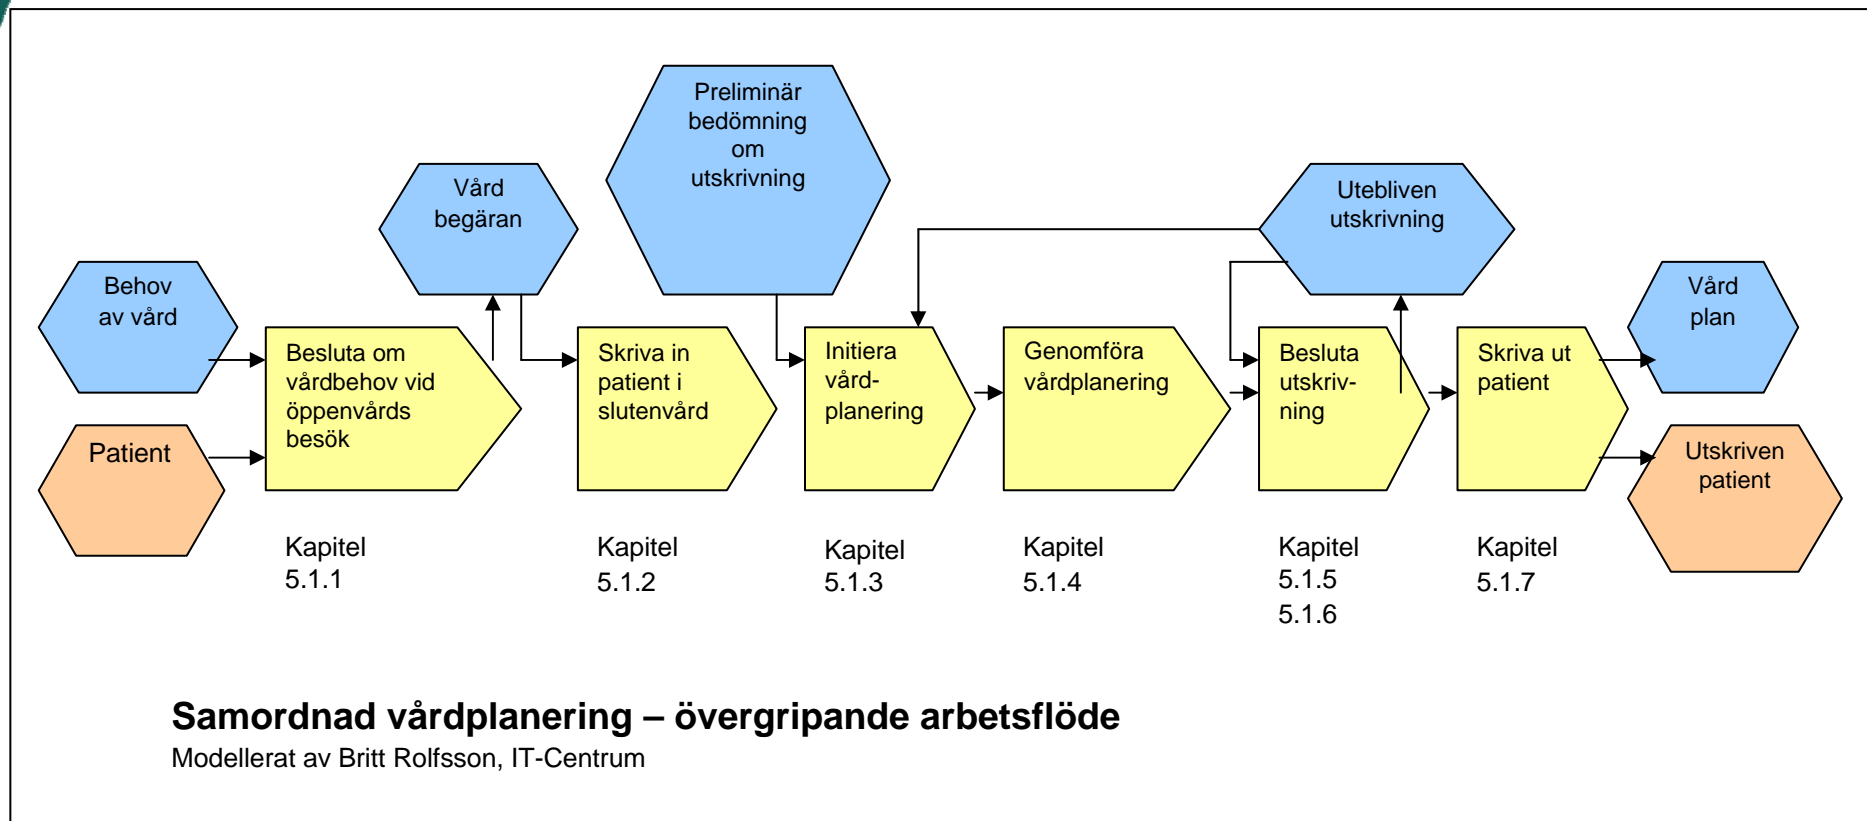 Preliminär
bedömning
om
utskrivning
Vård
begäran
Utebliven
utskrivning
Behov
av vård
Vård
plan
Besluta om
vårdbehov vid
öppenvårds
besök
Skriva in
patient i
slutenvård
Initiera
vård-
planering
Genomföra
vårdplanering
Besluta
utskriv-
ning
Skriva ut
patient
Patient
Utskriven
patient
Kapitel
5.1.1
Kapitel
5.1.2
Kapitel
5.1.3
Kapitel
5.1.4
Kapitel
5.1.5
5.1.6
Kapitel
5.1.7
Samordnad vårdplanering – övergripande arbetsflöde
Modellerat av Britt Rolfsson, IT-Centrum